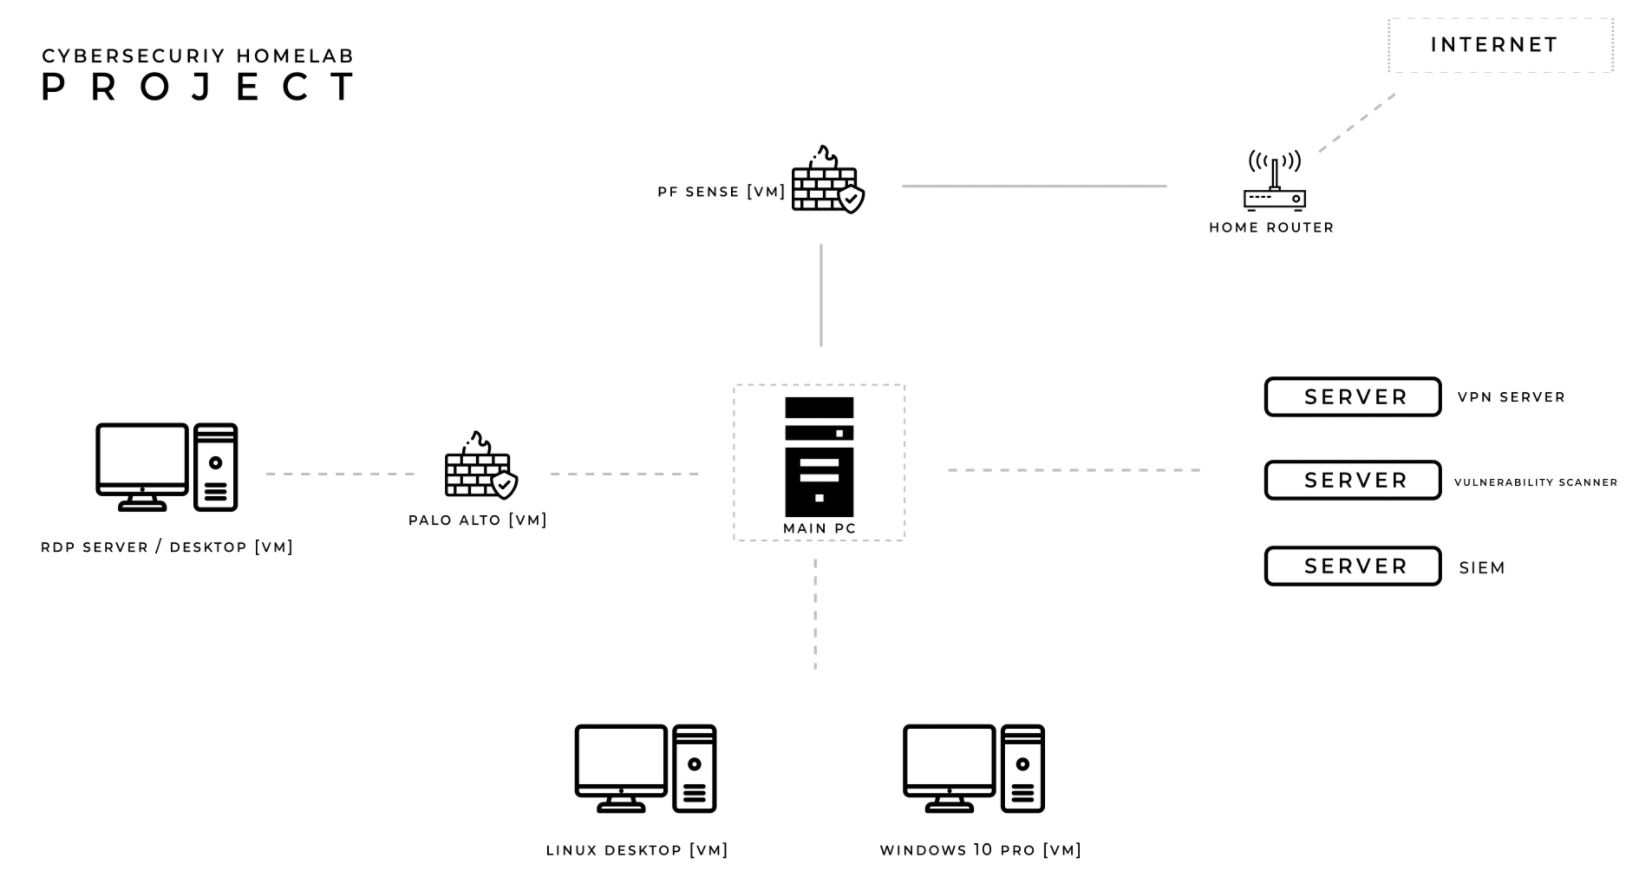 CYBERSECURIY HOMELAB
PROJECT
INTERNET
PF SENSE [VM]
HOME ROUTER
SERVER VPN SERVER
SERVER VULNERABILITY SCANNER
SERVER SIEM
MAIN PC
PALO ALTO [VM]
RDP SERVER / DESKTOP [VM]
LINUX DESKTOP [VM]
WINDOWS 10 PRO [VM]